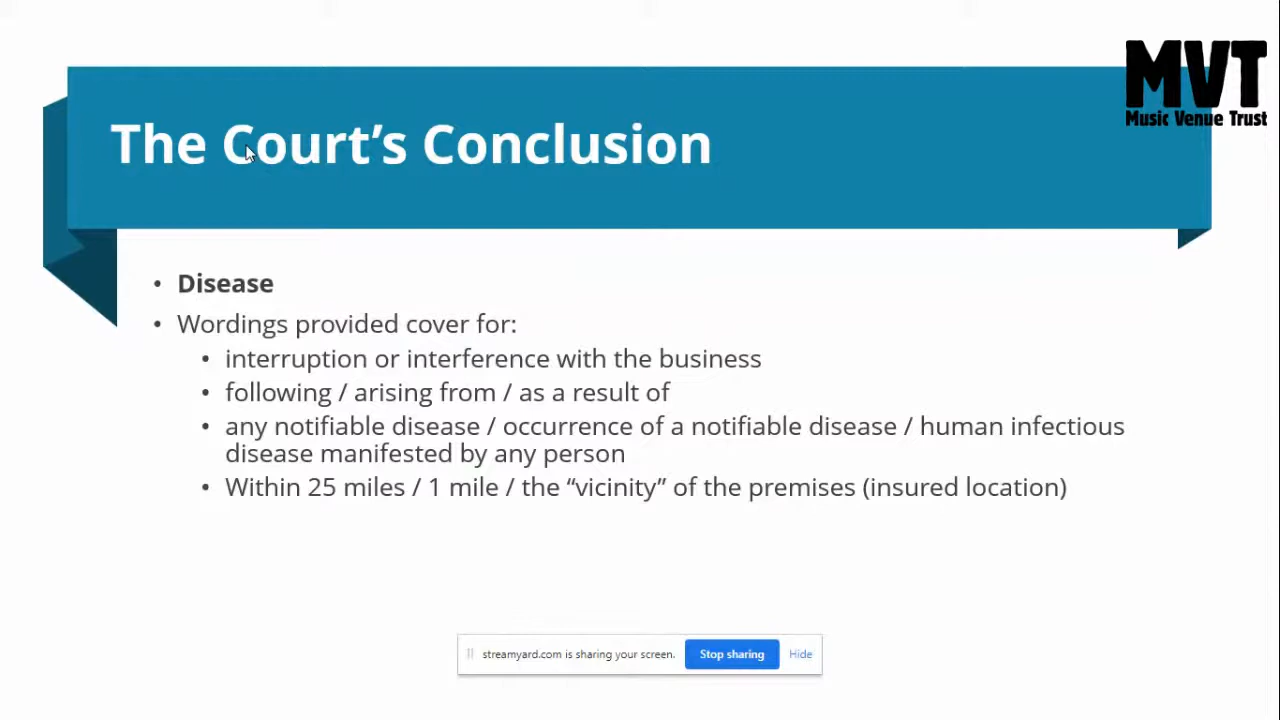 MVT
Music Venue Trust
The Court’s Conclusion
• Disease
• Wordings provided cover for:
• interruption or interference with the business
• following / arising from / as a result of
• any notifiable disease / occurrence of a notifiable disease / human infectious
disease manifested by any person
• Within 25 miles / 1 mile / the “vicinity” of the premises (insured location)
streamyard.com is sharing your screen. Stop sharing Hide